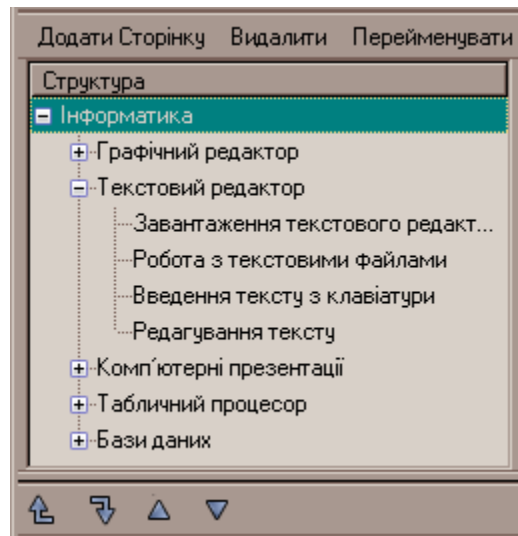 Додати Сторінку Видалити Перейменувати
Структура
Інформатика
Графічний редактор
Текстовий редактор
Завантаження текстового редакт...
Робота з текстовими файлами
Введення тексту з клавіатури
Редагування тексту
Комп'ютерні презентації
Табличний процесор
Бази даних